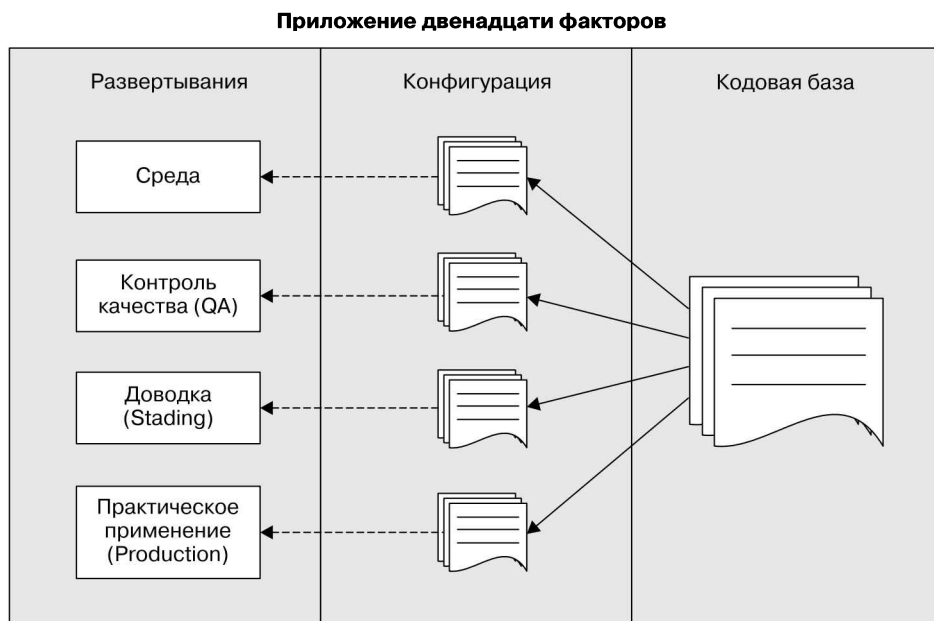 Приложение двенадцати факторов
Развертывания
Конфигурация
Кодовая база
Среда
Контроль
качества (QA)
Доводка
(Stading)
Практическое
применение
(Production)